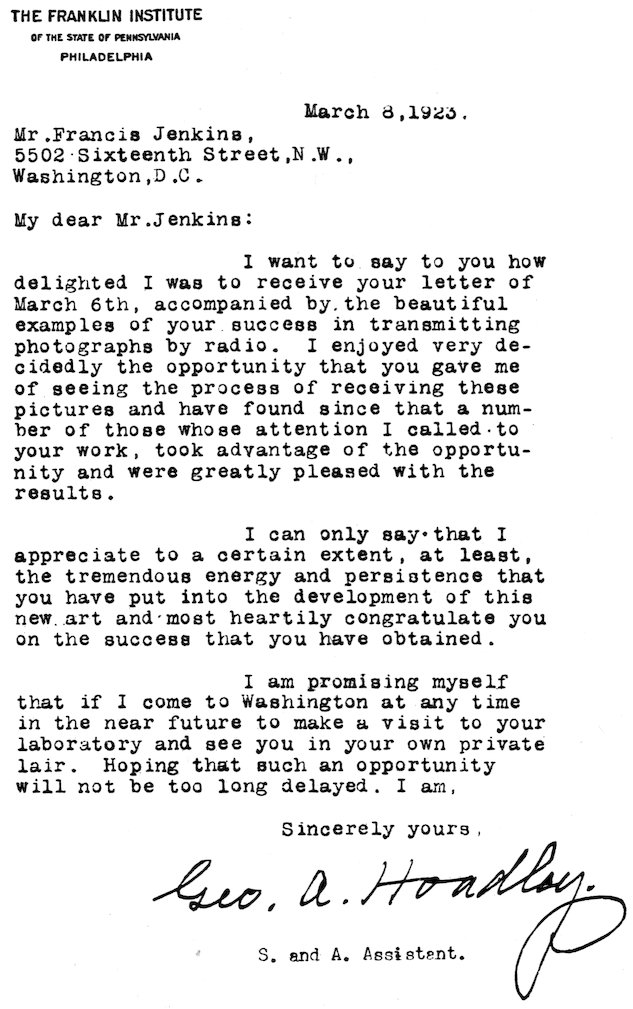 THE FRANKLIN INSTITUTE
OF THE STATE OF PENNSYLVANIA
PHILADELPHIA
March 8,1923.
Mr.Francis Jenkins,
5502 Sixteenth Street,N.W.,
Washington,D.C.
My dear Mr.Jenkins:
I want to say to you how
delighted I was to receive your letter of
March 6th, accompanied by the beautiful
examples of your success in transmitting
photographs by radio. I enjoyed very de-
cidedly the opportunity that you gave me
of seeing the process of receiving these
pictures and have found since that a num-
ber of those whose attention I called to
your work, took advantage of the opportu-
nity and were greatly pleased with the
results.
I can only say that I
appreciate to a certain extent, at least,
the tremendous energy and persistence that
you have put into the development of this
new art and most heartily congratulate you
on the success that you have obtained.
I am promising myself
that if I come to Washington at any time
in the near future to make a visit to your
laboratory and see you in your own private
lair. Hoping that such an opportunity
will not be too long delayed. I am,
Sincerely yours,
Geo. A. Hoadley.
S. and A. Assistant.